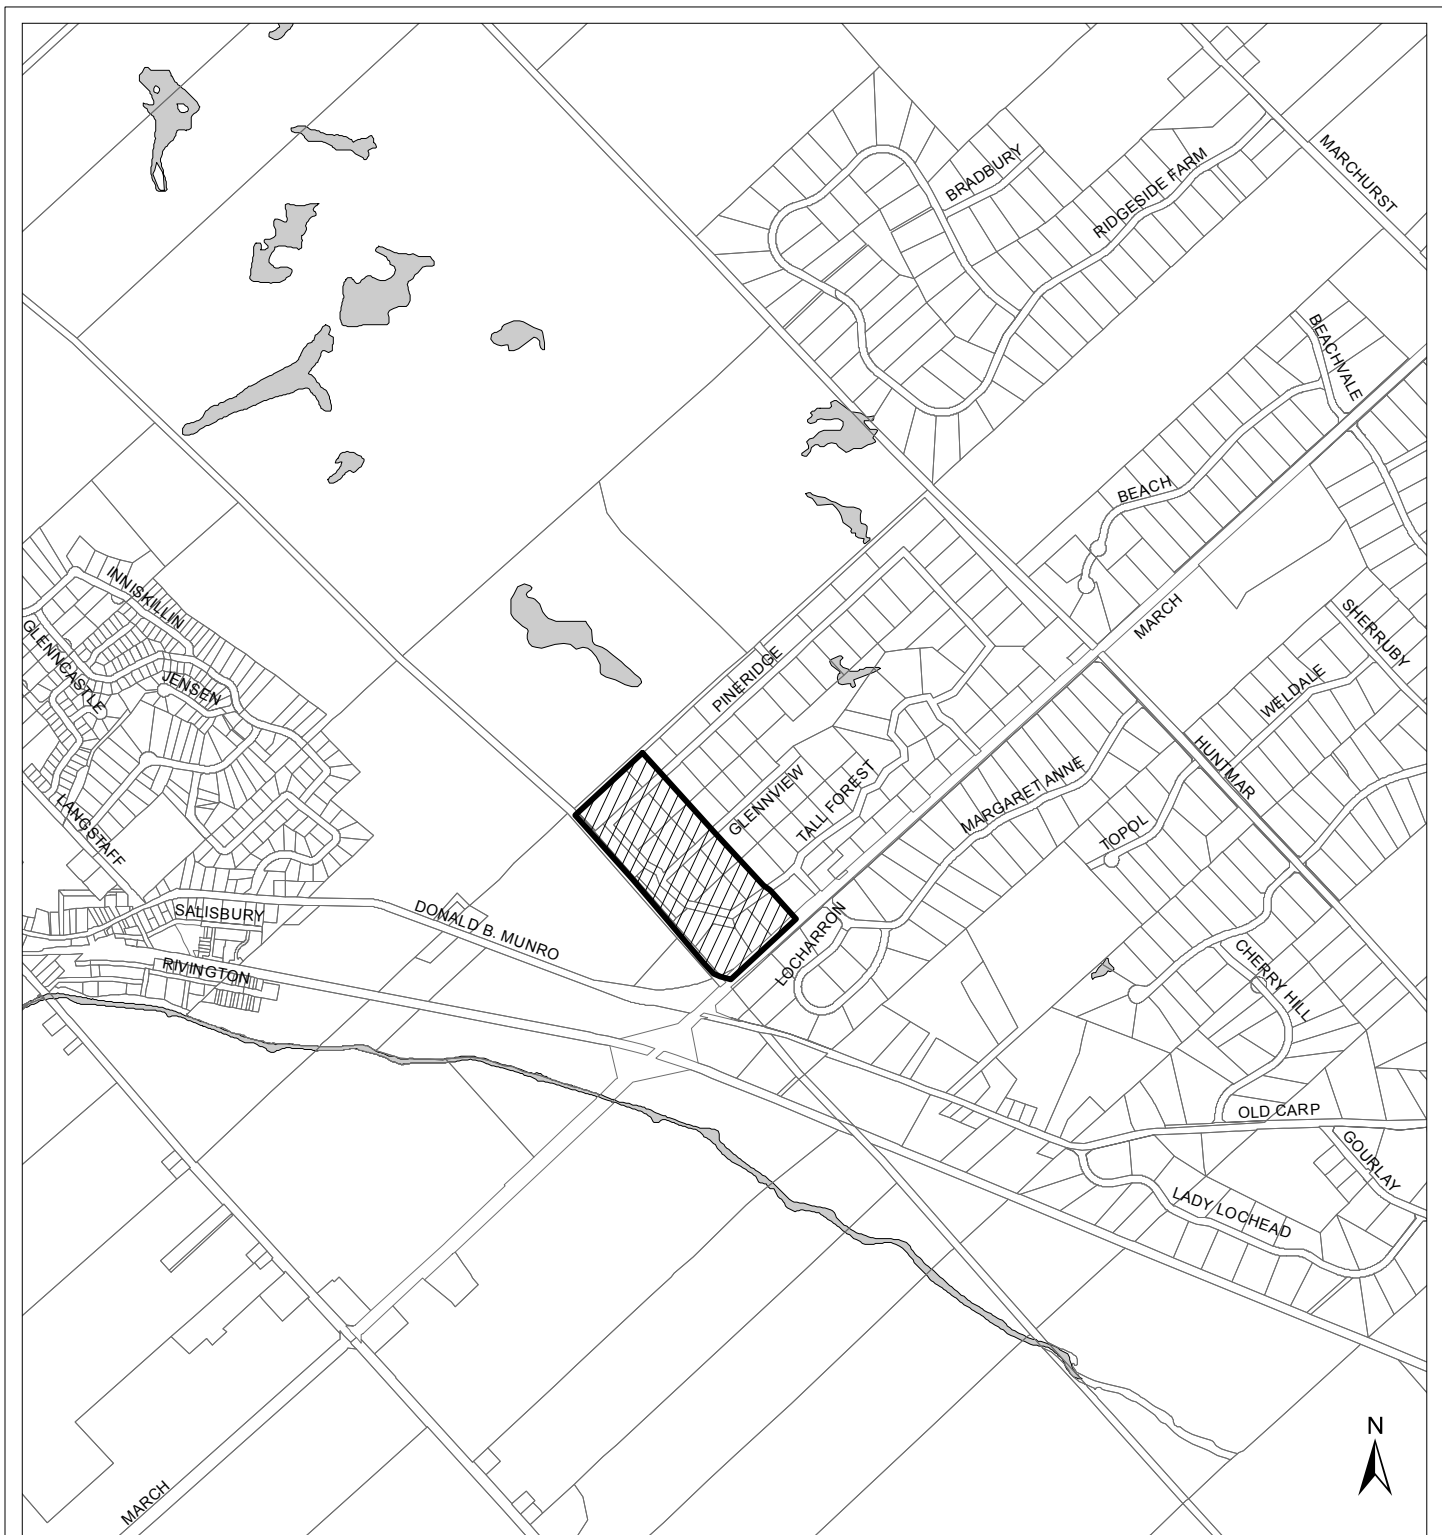 MARCHURST
BRADBURY
RIDGESIDE FARM
BEACHVALE
BEACH
MARCH
SHERRUBY
INNISKILLIN
GLENNCASTLE
JENSEN
PINERIDGE
WELDALE
HUNTMAR
GLENNVIEW
TALL FOREST
MARGARET ANNE
TOPOL
LANGSTAFF
SALISBURY
DONALD B. MUNRO
LOCHARRON
RIVINGTON
CHERRY HILL
OLD CARP
GOURLAY
LADY LOCHEAD
N
MARCH